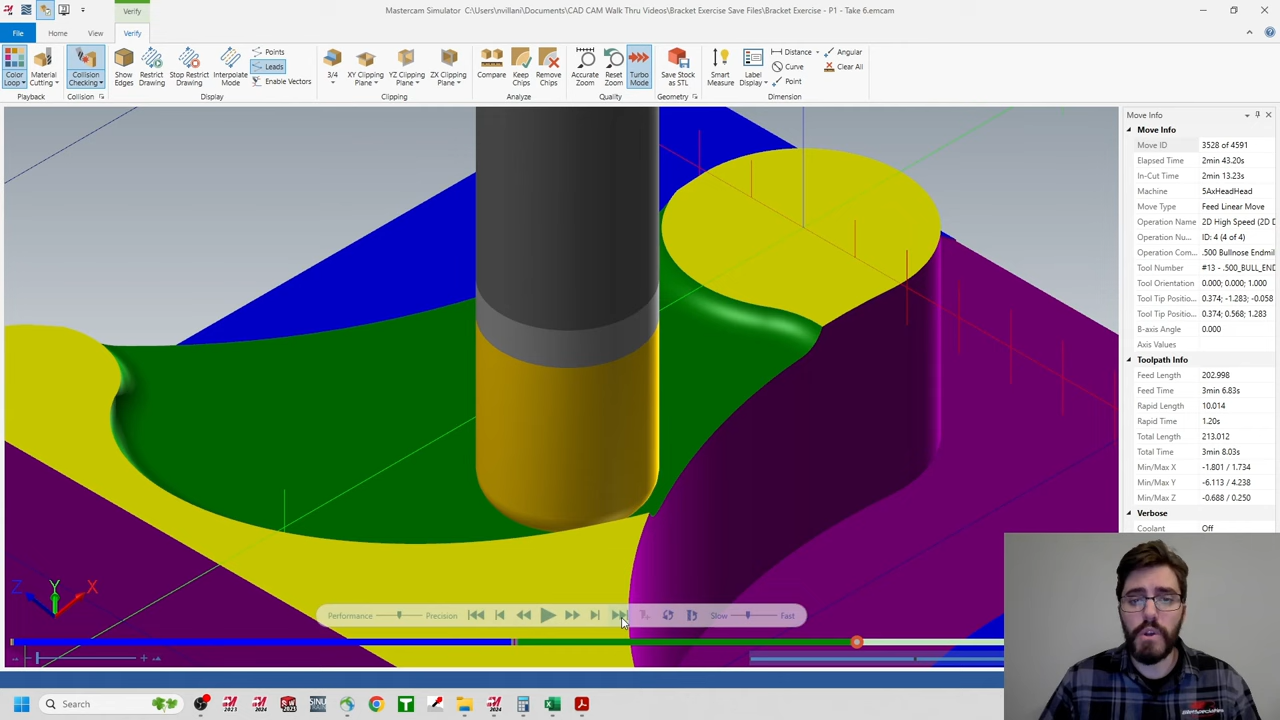 Verify
Mastercam Simulator C:\Users\nvillani\Documents\CAD CAM Walk Thru Videos\Bracket Exercise Save Files\Bracket Exercise - P1 - Take 6.emcam
File Home View Verify
Color Loop
Material Cutting
Playback
Collision Checking
Collision
Show Edges
Restrict Drawing
Stop Restrict Drawing
Interpolate Mode
Points
Leads
Enable Vectors
Display
3/4
XY Clipping Plane
YZ Clipping Plane
ZX Clipping Plane
Clipping
Compare
Keep Chips
Remove Chips
Analyze
Accurate Zoom
Reset Zoom
Turbo Mode
Quality
Save Stock as STL
Geometry
Smart Measure
Label Display
Distance
Curve
Point
Angular
Clear All
Dimension
Move Info
Move Info
Move ID 3528 of 4591
Elapsed Time 2min 43.20s
In-Cut Time 2min 13.23s
Machine 5AxHeadHead
Move Type Feed Linear Move
Operation Name 2D High Speed (2D D
Operation Nu... ID: 4 (4 of 4)
Operation Com... .500 Bullnose Endmil
Tool Number #13 - .500_BULL_END
Tool Orientation 0.000; 0.000; 1.000
Tool Tip Positio... 0.374; -1.283; -0.058
Tool Tip Positio... 0.374; 0.568; 1.283
B-axis Angle 0.000
Axis Values
Toolpath Info
Feed Length 202.998
Feed Time 3min 6.83s
Rapid Length 10.014
Rapid Time 1.20s
Total Length 213.012
Total Time 3min 8.03s
Min/Max X -1.801 / 1.734
Min/Max Y -6.113 / 4.238
Min/Max Z -0.688 / 0.250
Verbose
Coolant Off
Z Y X
Performance Precision Slow Fast
Search